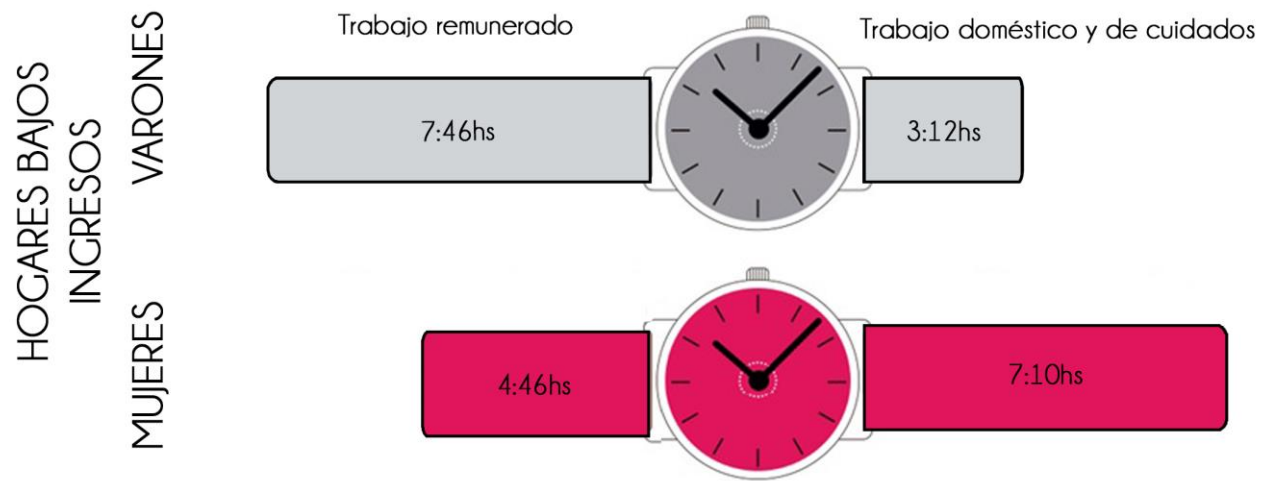 Trabajo remunerado
Trabajo doméstico y de cuidados
HOGARES BAJOS
INGRESOS
VARONES
7:46hs
3:12hs
MUJERES
4:46hs
7:10hs